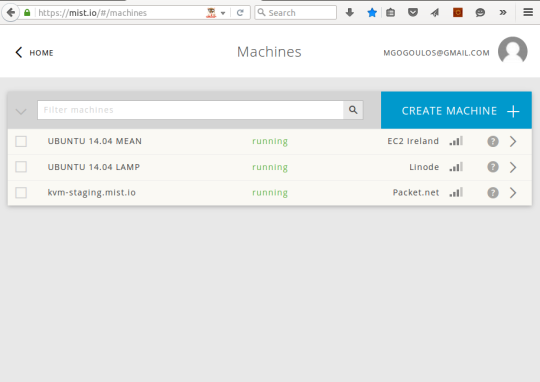 https://mist.io/#/machines
Search
HOME
Machines
MGOGOULOS@GMAIL.COM
Filter machines
CREATE MACHINE
UBUNTU 14.04 MEAN running EC2 Ireland ?
UBUNTU 14.04 LAMP running Linode ?
kvm-staging.mist.io running Packet.net ?